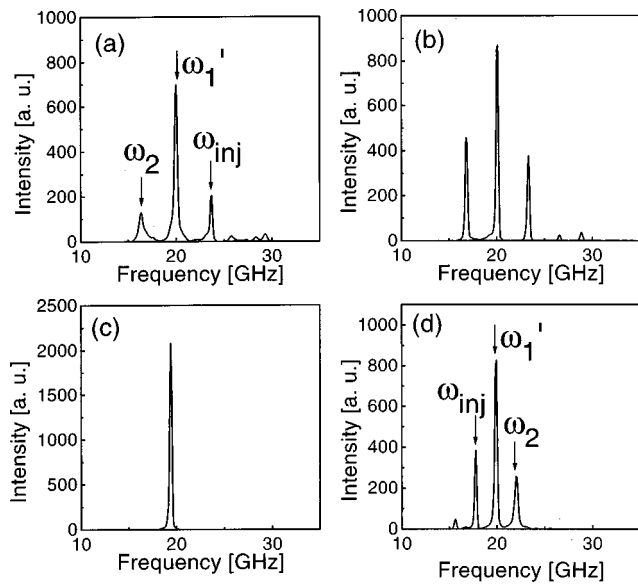 (a)
ω1'
ω2
ωinj
Intensity [a. u.]
1000
800
600
400
200
0
10 20 30
Frequency [GHz]
(b)
Intensity [a. u.]
1000
800
600
400
200
0
10 20 30
Frequency [GHz]
(c)
Intensity [a. u.]
2500
2000
1500
1000
500
0
10 20 30
Frequency [GHz]
(d)
ω1'
ωinj
ω2
Intensity [a. u.]
1000
800
600
400
200
0
10 20 30
Frequency [GHz]